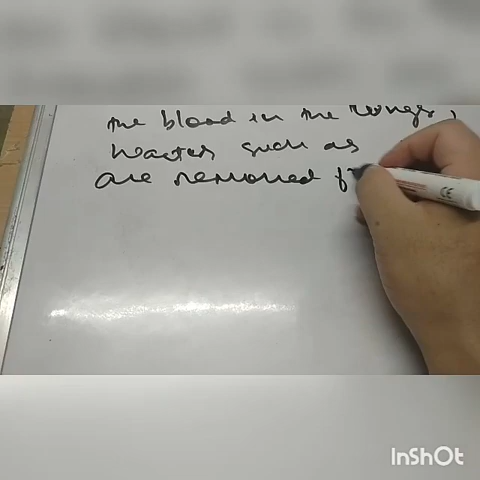 the blood in the lungs,
Wastes such as
are removed f
InShOt